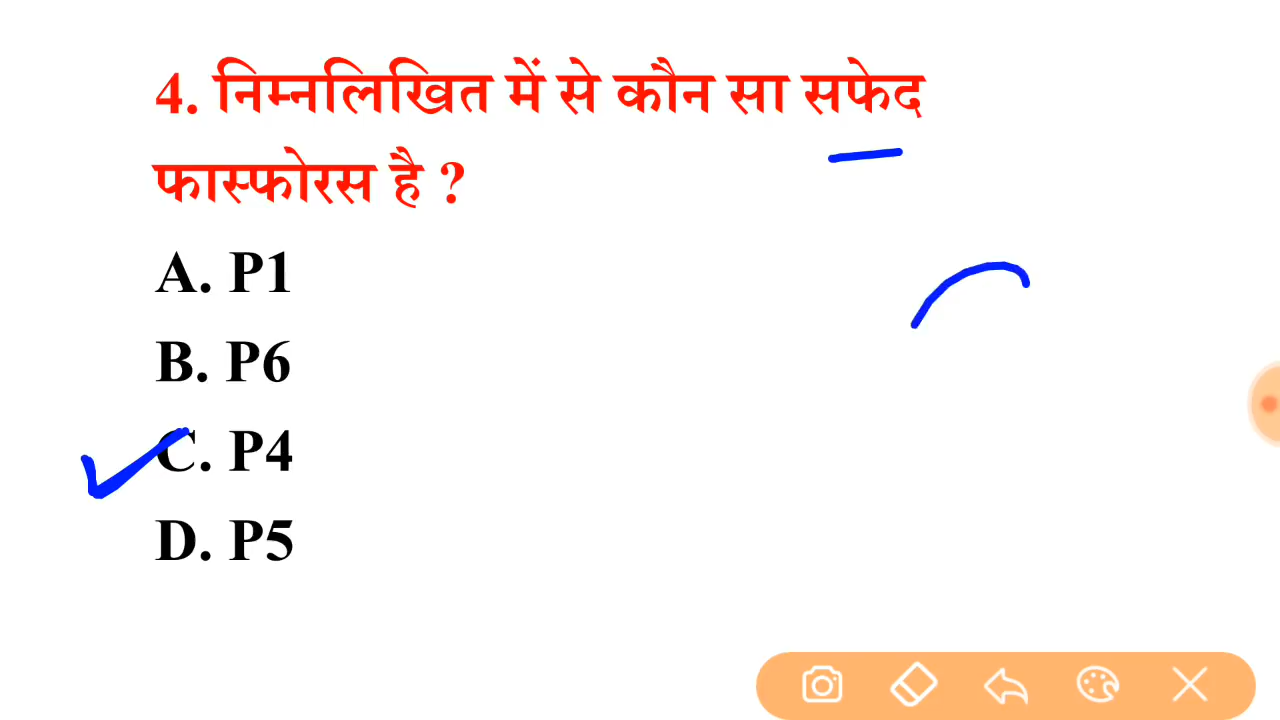 4. निम्नलिखित में से कौन सा सफेद
फास्फोरस है ?
A. P1
B. P6
C. P4
D. P5